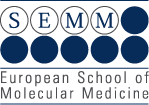 SEMM
European School of
Molecular Medicine